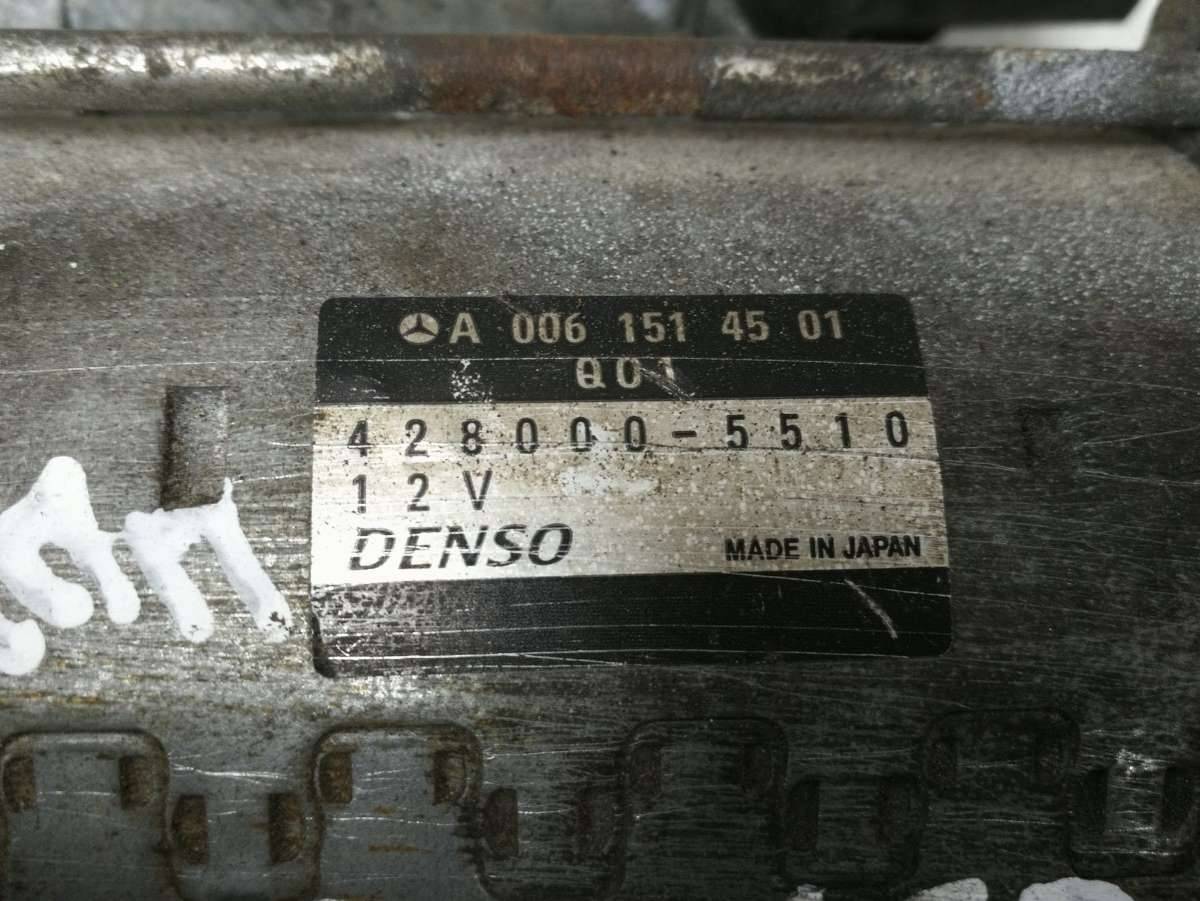 A 006 151 45 01
Q01
428000-5510
12V
DENSO MADE IN JAPAN